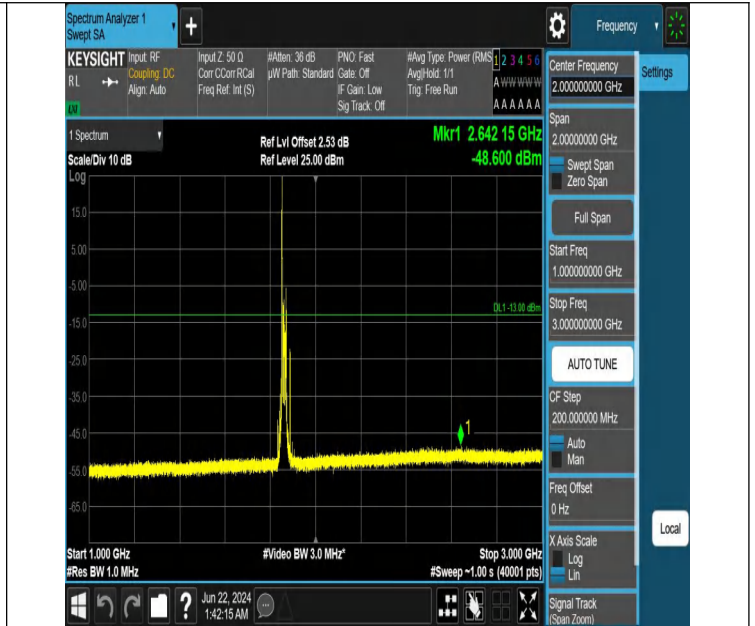 Spectrum Analyzer 1
Swept SA
+
Frequency
KEYSIGHT
RL
Input: RF
Coupling: DC
Align: Auto
Input Z: 50 Ω
Corr CCorr RCal
Freq Ref: Int (S)
#Atten: 36 dB
µW Path: Standard
PNO: Fast
Gate: Off
IF Gain: Low
Sig Track: Off
#Avg Type: Power (RMS
Avg|Hold: 1/1
Trig: Free Run
1 2 3 4 5 6
A W W W W W
A A A A A A
1 Spectrum
Scale/Div 10 dB
Log
Ref Lvl Offset 2.53 dB
Ref Level 25.00 dBm
Mkr1 2.642 15 GHz
-48.600 dBm
15.0
5.00
-5.00
-15.0
-25.0
-35.0
-45.0
-55.0
-65.0
DL1 -13.00 dBm
1
Start 1.000 GHz
#Res BW 1.0 MHz
#Video BW 3.0 MHz*
Stop 3.000 GHz
#Sweep ~1.00 s (40001 pts)
Center Frequency
2.000000000 GHz
Settings
Span
2.00000000 GHz
Swept Span
Zero Span
Full Span
Start Freq
1.000000000 GHz
Stop Freq
3.000000000 GHz
AUTO TUNE
CF Step
200.000000 MHz
Auto
Man
Freq Offset
0 Hz
X Axis Scale
Log
Lin
Local
Signal Track
(Span Zoom)
?
Jun 22, 2024
1:42:15 AM